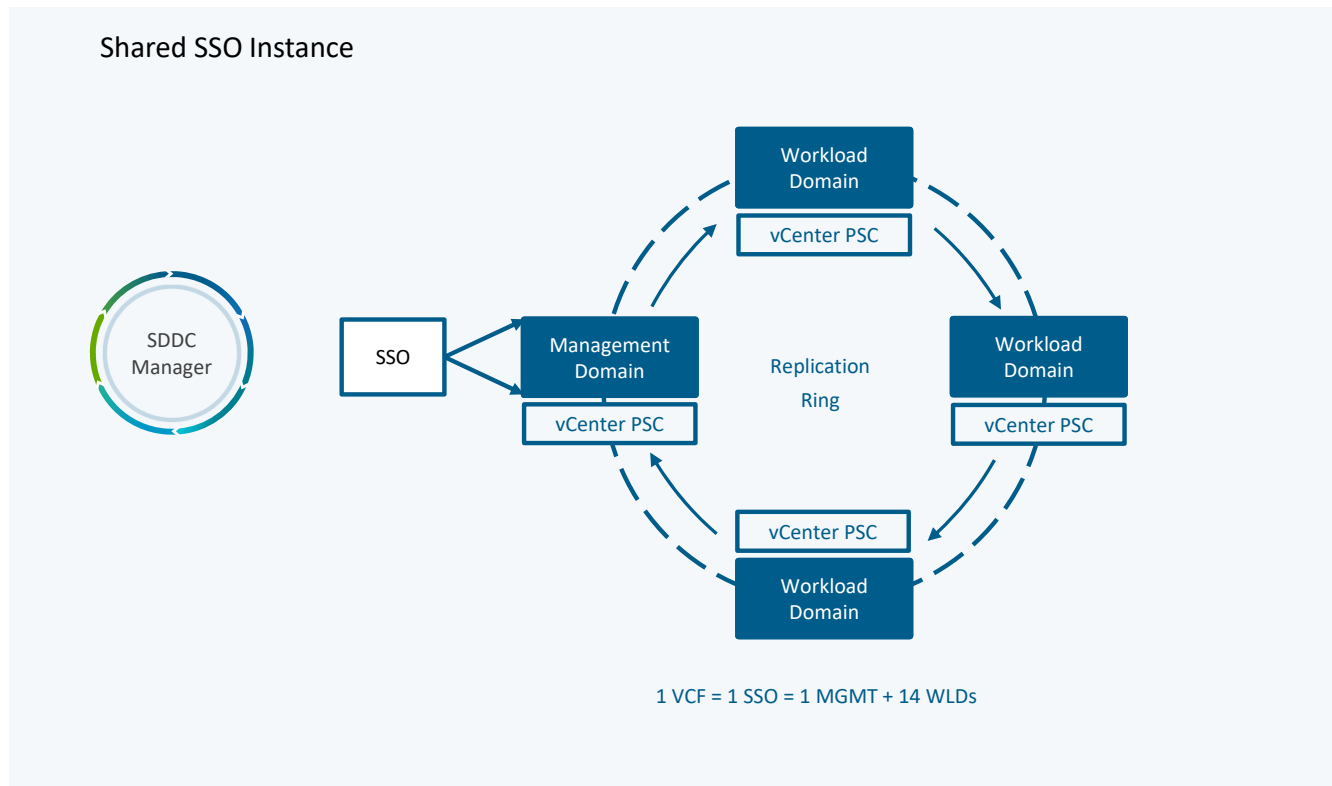 Shared SSO Instance
Workload
Domain
vCenter PSC
SDDC
Manager
SSO
Management
Domain
vCenter PSC
Replication
Ring
Workload
Domain
vCenter PSC
vCenter PSC
Workload
Domain
1 VCF = 1 SSO = 1 MGMT + 14 WLDs